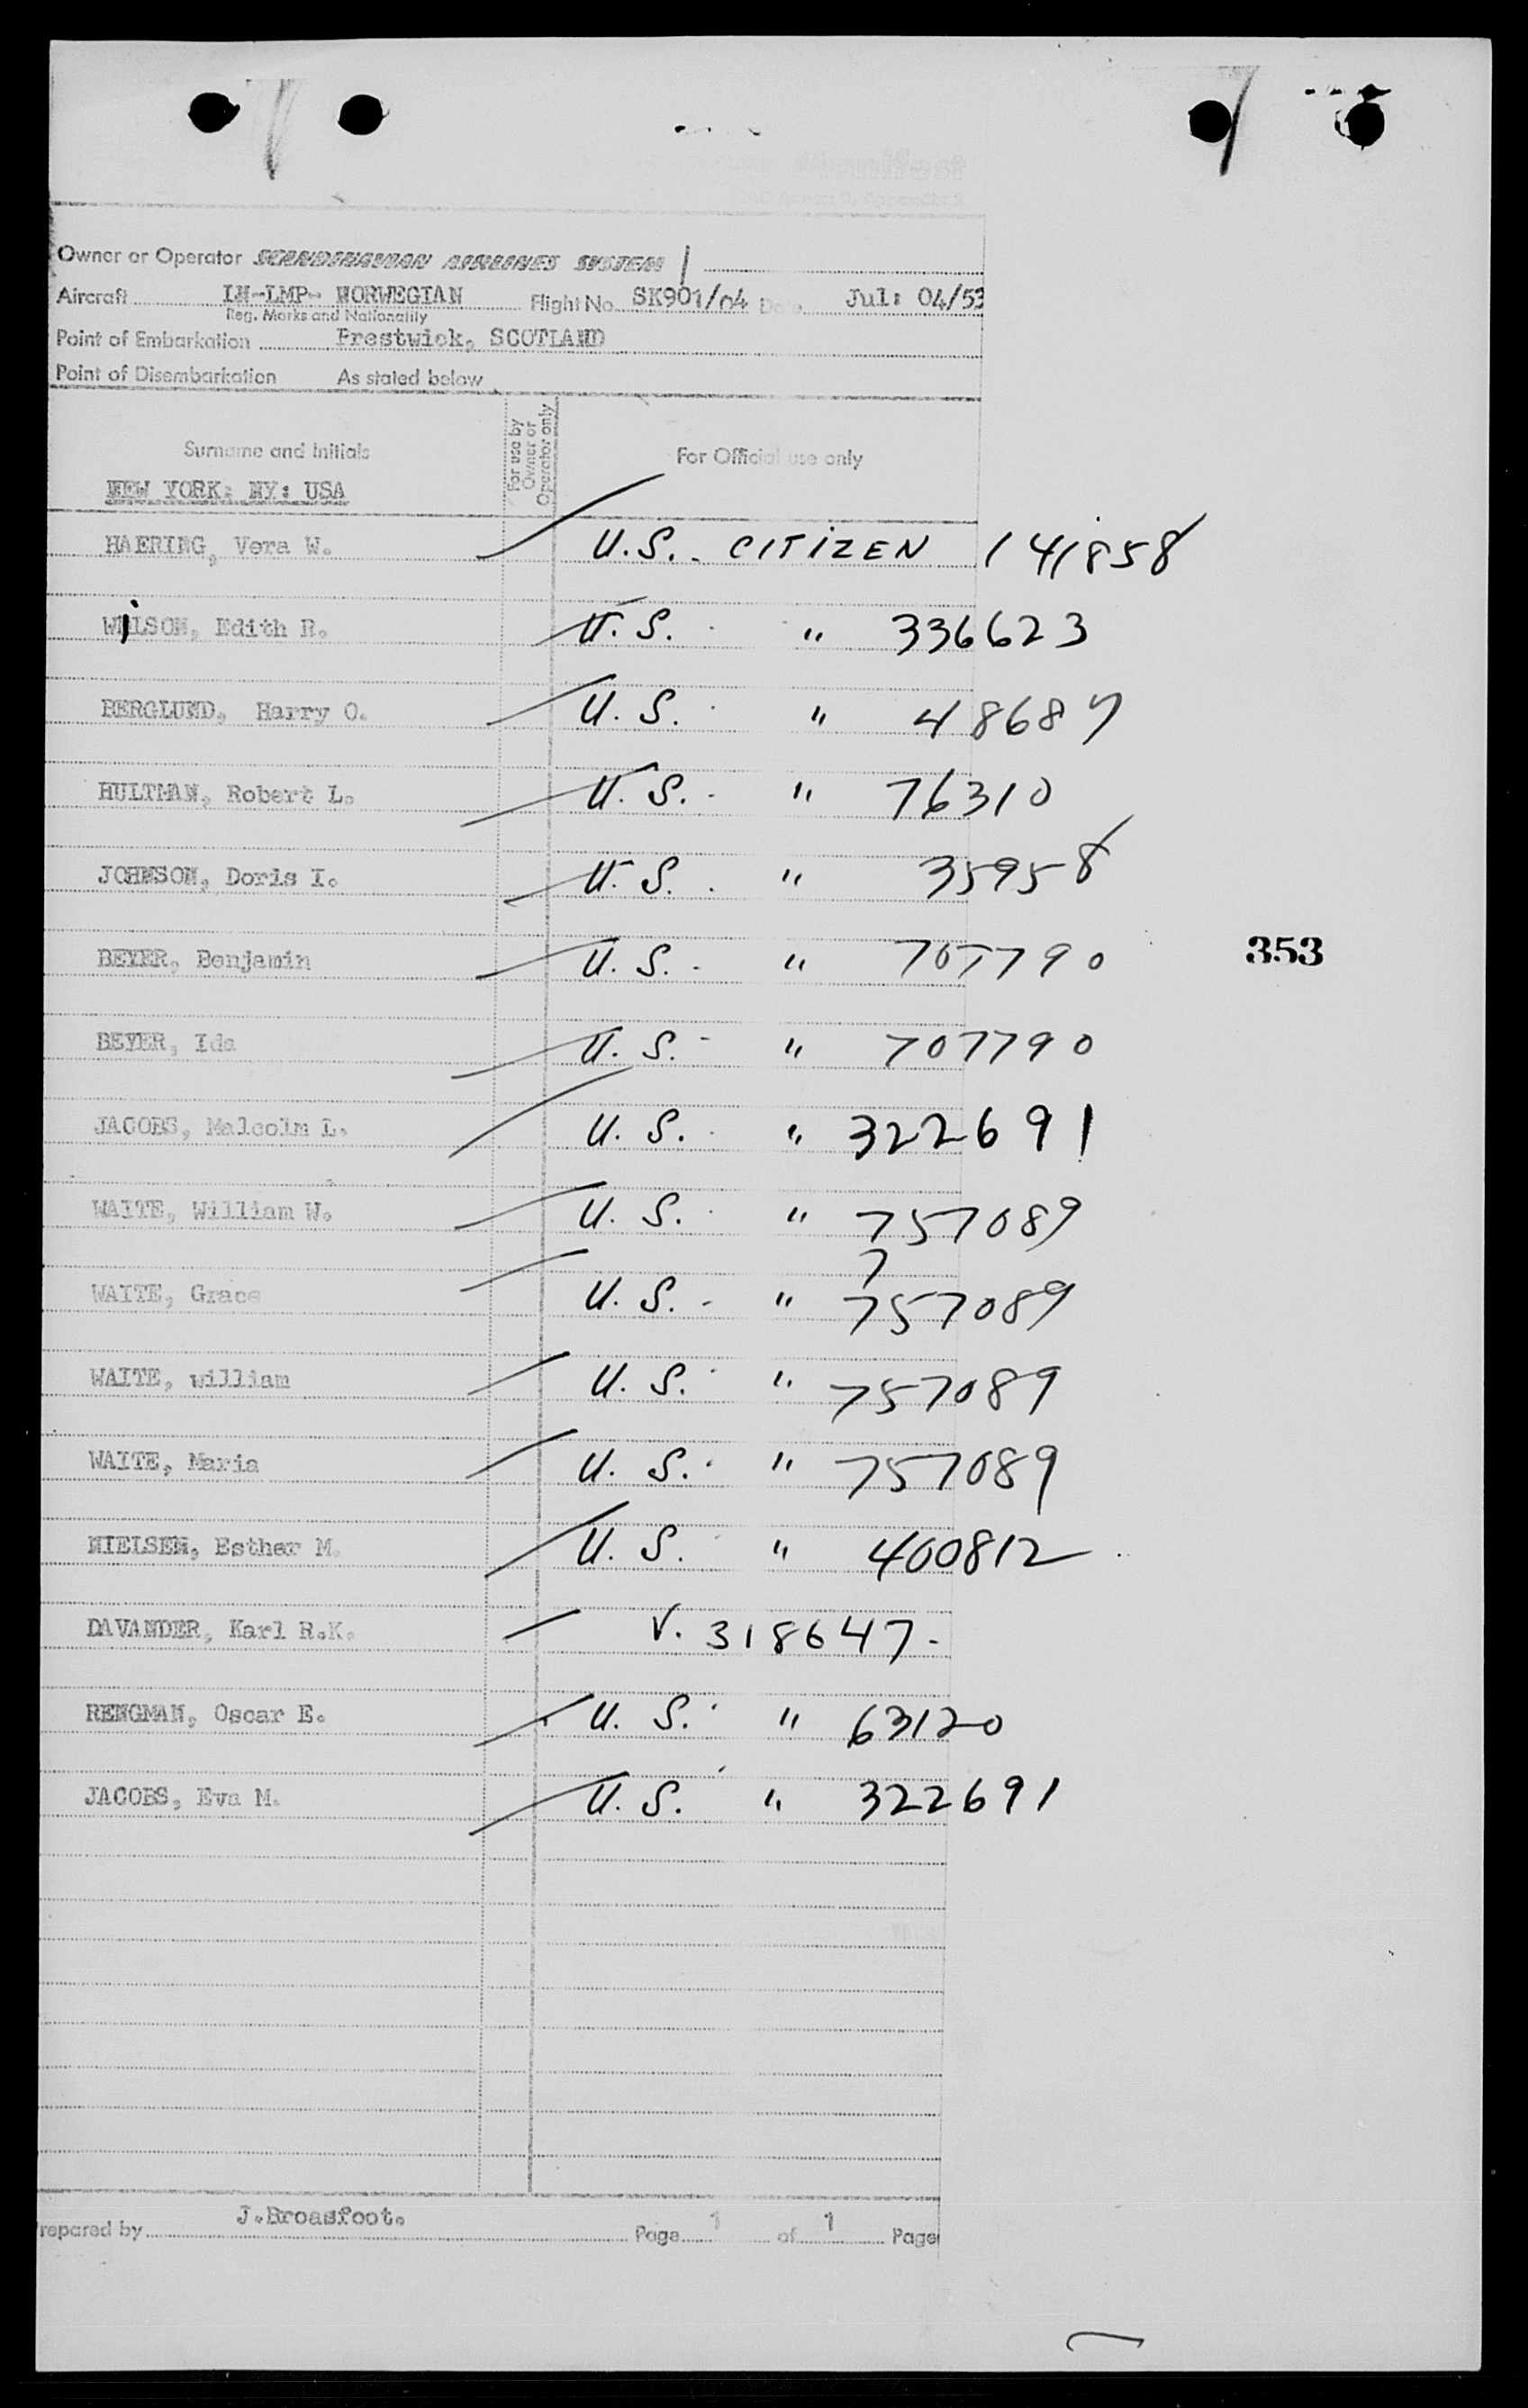 Owner or Operator SCANDINAVIAN AIRLINES SYSTEM
Aircraft LN-LMP- NORWEGIAN Flight No. SK901/04 Date Jul: 04/53
Reg. Marks and Nationality
Point of Embarkation Prestwick, SCOTLAND
Point of Disembarkation As stated below
Surname and Initials For use by Owner or Operator only For Official use only
NEW YORK: NY: USA
HAERING, Vera W. U.S. - CITIZEN 141858
WilSON, Edith R. U.S. " 336623
BERGLUND, Harry O. U.S. " 48687
HULTMAN, Robert L. U.S. - " 76310
JOHNSON, Doris I. U.S. " 35958
BEYER, Benjamin U.S. - " 707790
353
BEYER, Ida U.S. - " 707790
JACOBS, Malcolm L. U.S. " 322691
WAITE, William W. U.S. " 757089
7
WAITE, Grace U.S. - " 757089
WAITE, william U.S. " 757089
WAITE, Maria U.S. " 757089
NIELSEN, Esther M. U.S. " 400812
DAVANDER, Karl R.K. V. 318647-
RENGMAN, Oscar E. U.S. " 63120
JACOBS, Eva M. U.S. " 322691
repared by J.Broadfoot. Page 1 of 1 Page